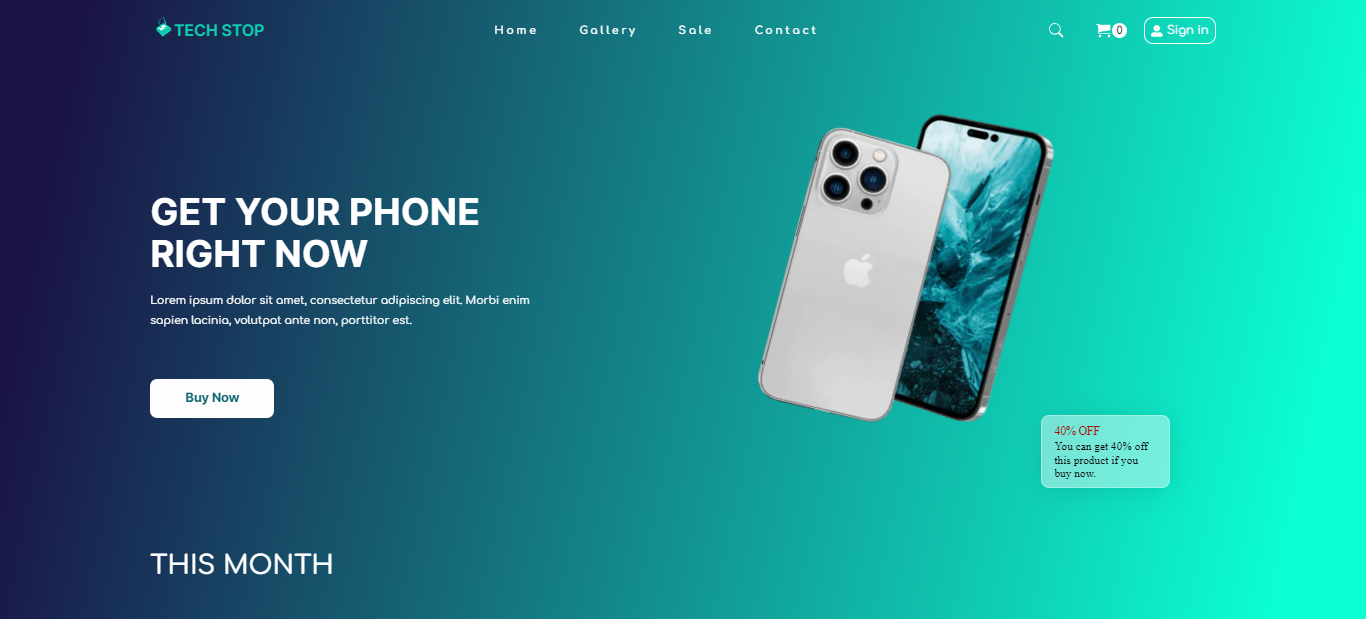 TECH STOP
Home Gallery Sale Contact
0
Sign in
GET YOUR PHONE
RIGHT NOW
Lorem ipsum dolor sit amet, consectetur adipiscing elit. Morbi enim
sapien lacinia, volutpat ante non, porttitor est.
Buy Now
40% OFF
You can get 40% off
this product if you
buy now.
THIS MONTH